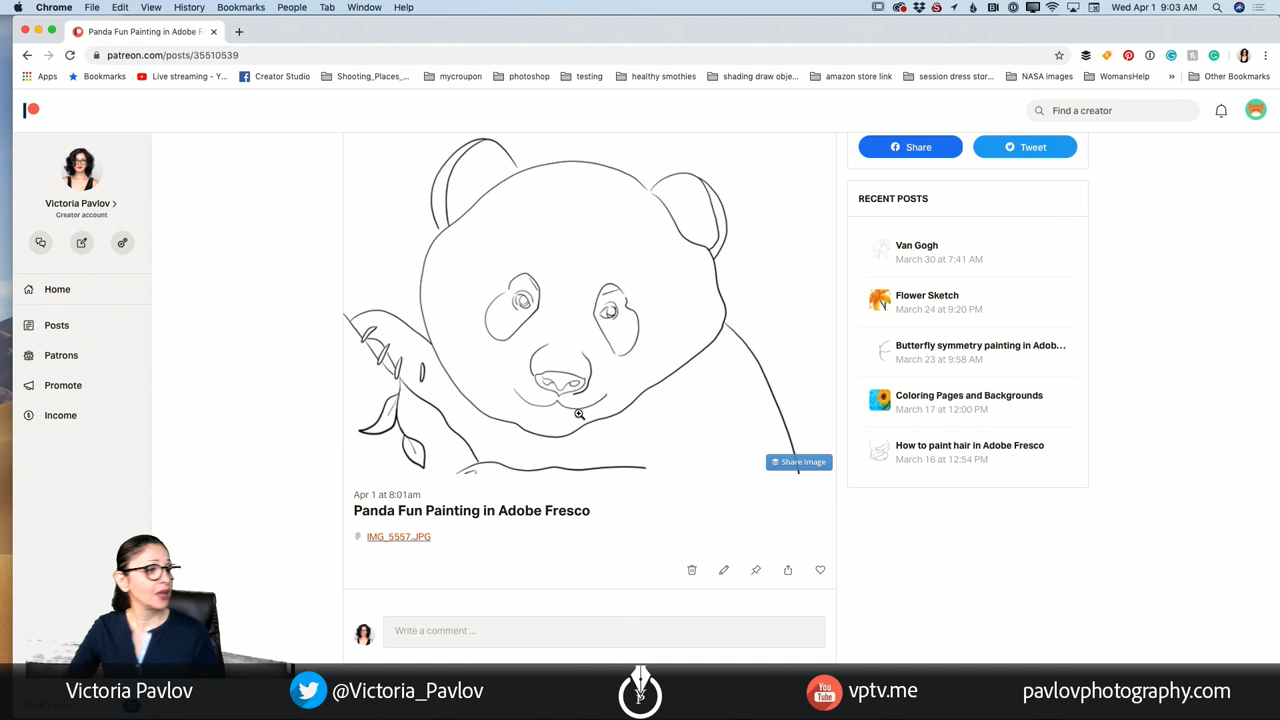 Chrome File Edit View History Bookmarks People Tab Window Help
Wed Apr 1 9:03 AM
Panda Fun Painting in Adobe F
patreon.com/posts/35510539
Apps Bookmarks Live streaming - Y... Creator Studio Shooting_Places_... mycroupon photoshop testing healthy smothies shading draw obje... amazon store link session dress stor... NASA images WomansHelp » Other Bookmarks
Find a creator
Victoria Pavlov
Creator account
Home
Posts
Patrons
Promote
Income
Share Tweet
RECENT POSTS
Van Gogh
March 30 at 7:41 AM
Flower Sketch
March 24 at 9:20 PM
Butterfly symmetry painting in Adob...
March 23 at 9:58 AM
Coloring Pages and Backgrounds
March 17 at 12:00 PM
How to paint hair in Adobe Fresco
March 16 at 12:54 PM
Share Image
Apr 1 at 8:01am
Panda Fun Painting in Adobe Fresco
IMG_5557.JPG
Write a comment ...
Victoria Pavlov @Victoria_Pavlov You Tube vptv.me pavlovphotography.com
What's new